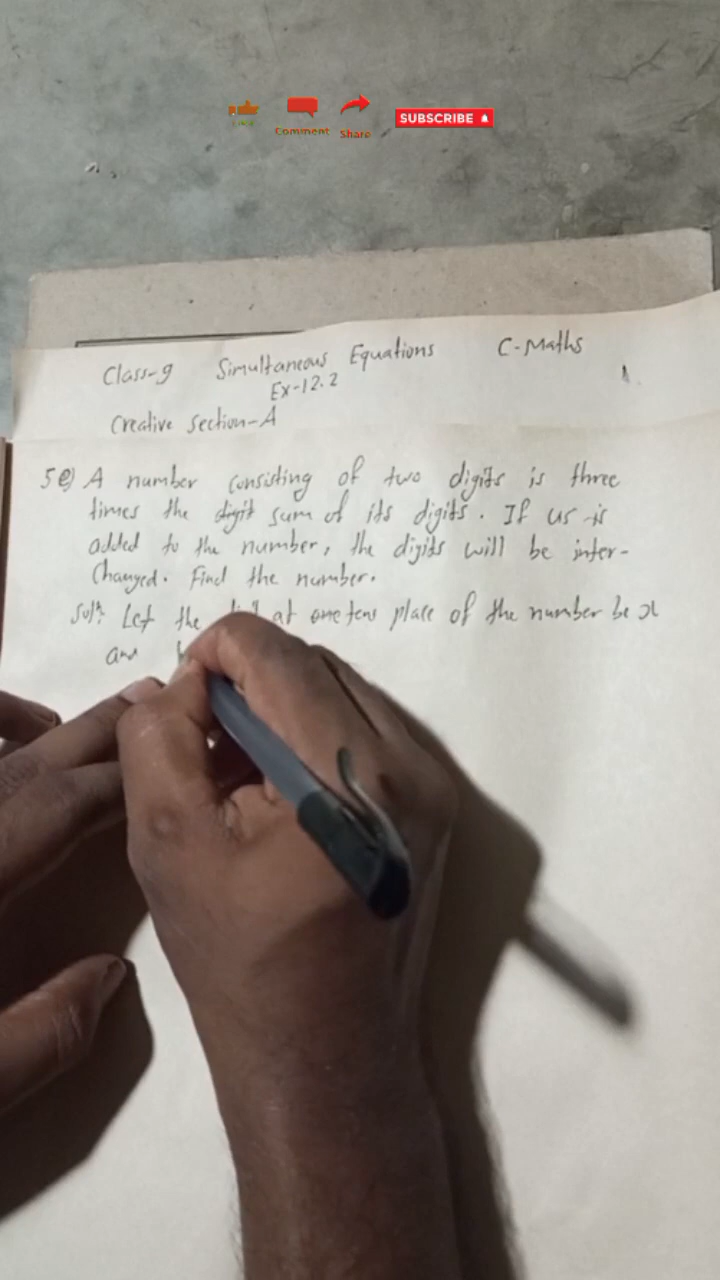 Comment Share SUBSCRIBE
Class-9 Simultaneous Equations C-Maths
Ex-12.2
Creative Section-A
5 e) A number consisting of two digits is three
times the digit sum of its digits. If 45 is
added to the number, the digits will be inter-
Changed. Find the number.
Solⁿ: Let the at one tens place of the number be x
and